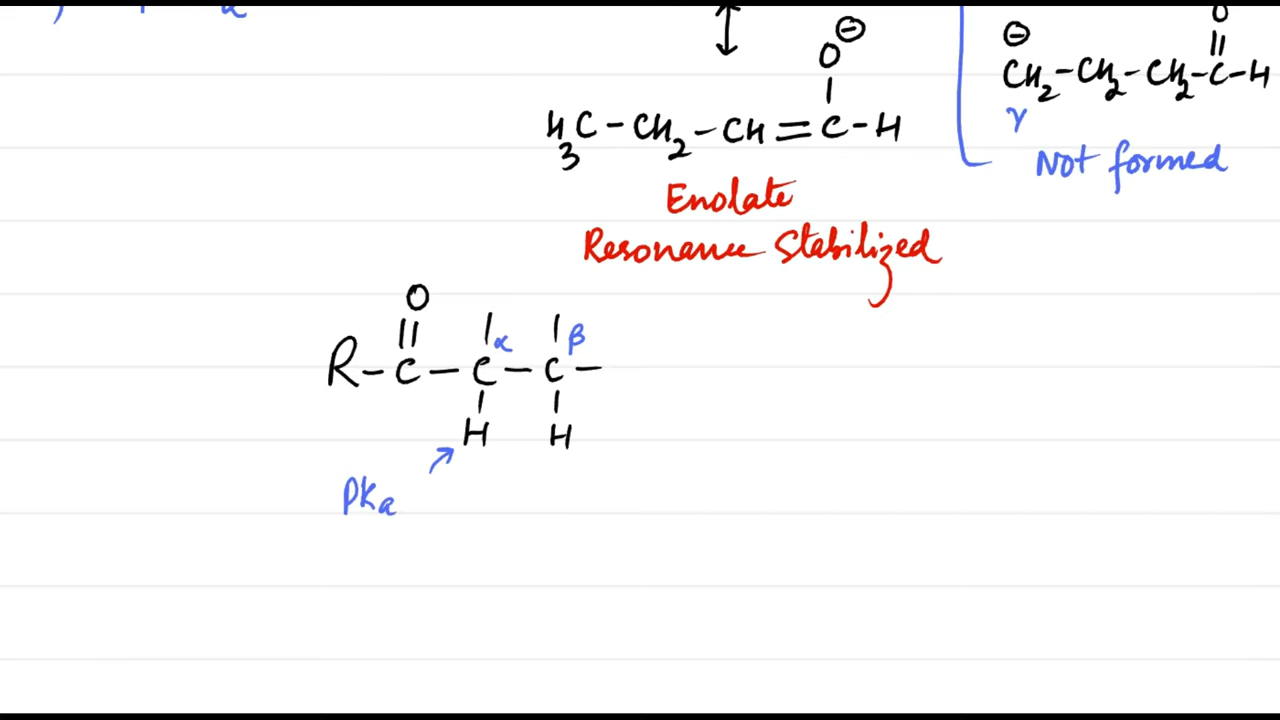 O⊖
H₃C-CH₂-CH=C-H
Enolate
Resonance Stabilized
⊖ O
CH₂-CH₂-CH₂-C-H
γ
Not formed
O
R-C-C-C-
α β
H H
PKa